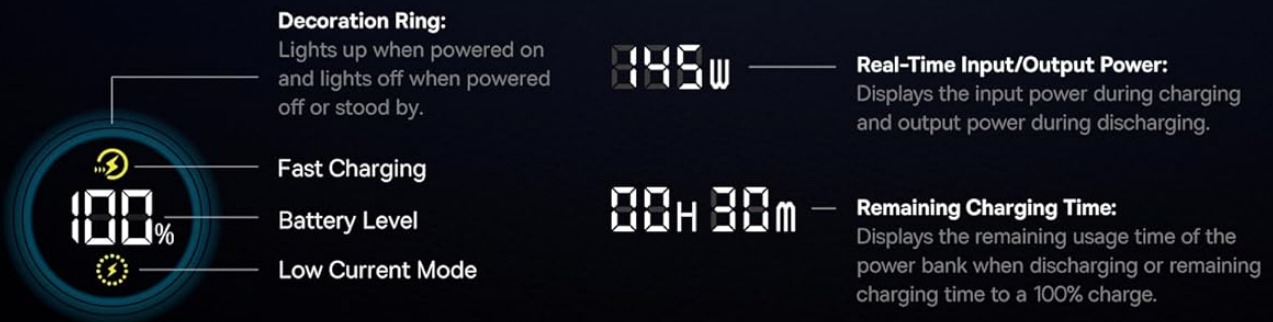 Decoration Ring:
Lights up when powered on
and lights off when powered
off or stood by.
Fast Charging
100%
Battery Level
Low Current Mode
145W
Real-Time Input/Output Power:
Displays the input power during charging
and output power during discharging.
00H 30m
Remaining Charging Time:
Displays the remaining usage time of the
power bank when discharging or remaining
charging time to a 100% charge.